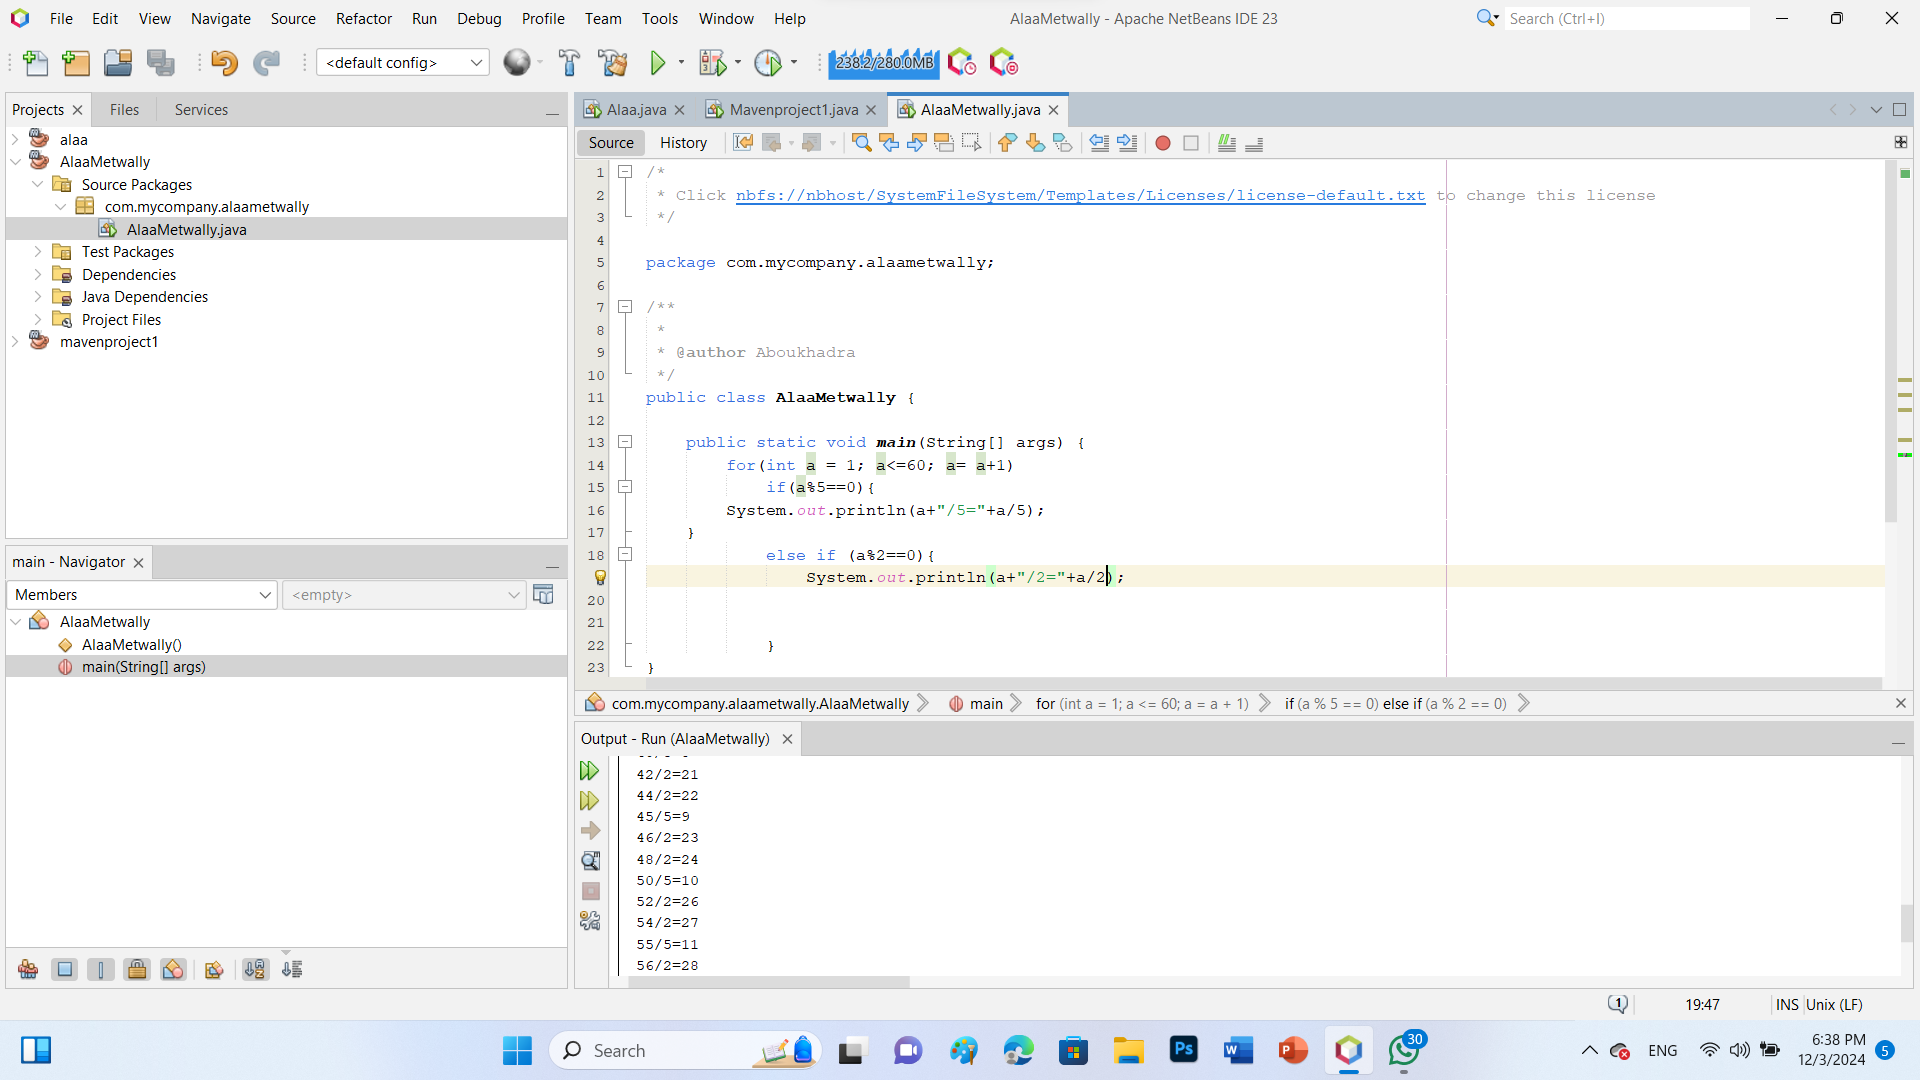 File Edit View Navigate Source Refactor Run Debug Profile Team Tools Window Help AlaaMetwally - Apache NetBeans IDE 23 Search (Ctrl+I)
<default config> 238.2/280.0MB
Projects Files Services
alaa
AlaaMetwally
Source Packages
com.mycompany.alaametwally
AlaaMetwally.java
Test Packages
Dependencies
Java Dependencies
Project Files
mavenproject1
main - Navigator
Members <empty>
AlaaMetwally
AlaaMetwally()
main(String[] args)
Alaa.java Mavenproject1.java AlaaMetwally.java
Source History
1 /*
2 * Click nbfs://nbhost/SystemFileSystem/Templates/Licenses/license-default.txt to change this license
3 */
4
5 package com.mycompany.alaametwally;
6
7 /**
8 *
9 * @author Aboukhadra
10 */
11 public class AlaaMetwally {
12
13 public static void main(String[] args) {
14 for(int a = 1; a<=60; a= a+1)
15 if(a%5==0){
16 System.out.println(a+"/5="+a/5);
17 }
18 else if (a%2==0){
System.out.println(a+"/2="+a/2);
20
21
22 }
23 }
com.mycompany.alaametwally.AlaaMetwally main for (int a = 1; a <= 60; a = a + 1) if (a % 5 == 0) else if (a % 2 == 0)
Output - Run (AlaaMetwally)
42/2=21
44/2=22
45/5=9
46/2=23
48/2=24
50/5=10
52/2=26
54/2=27
55/5=11
56/2=28
1 19:47 INS Unix (LF)
Search Ps W P 30 ENG 6:38 PM
12/3/2024 5